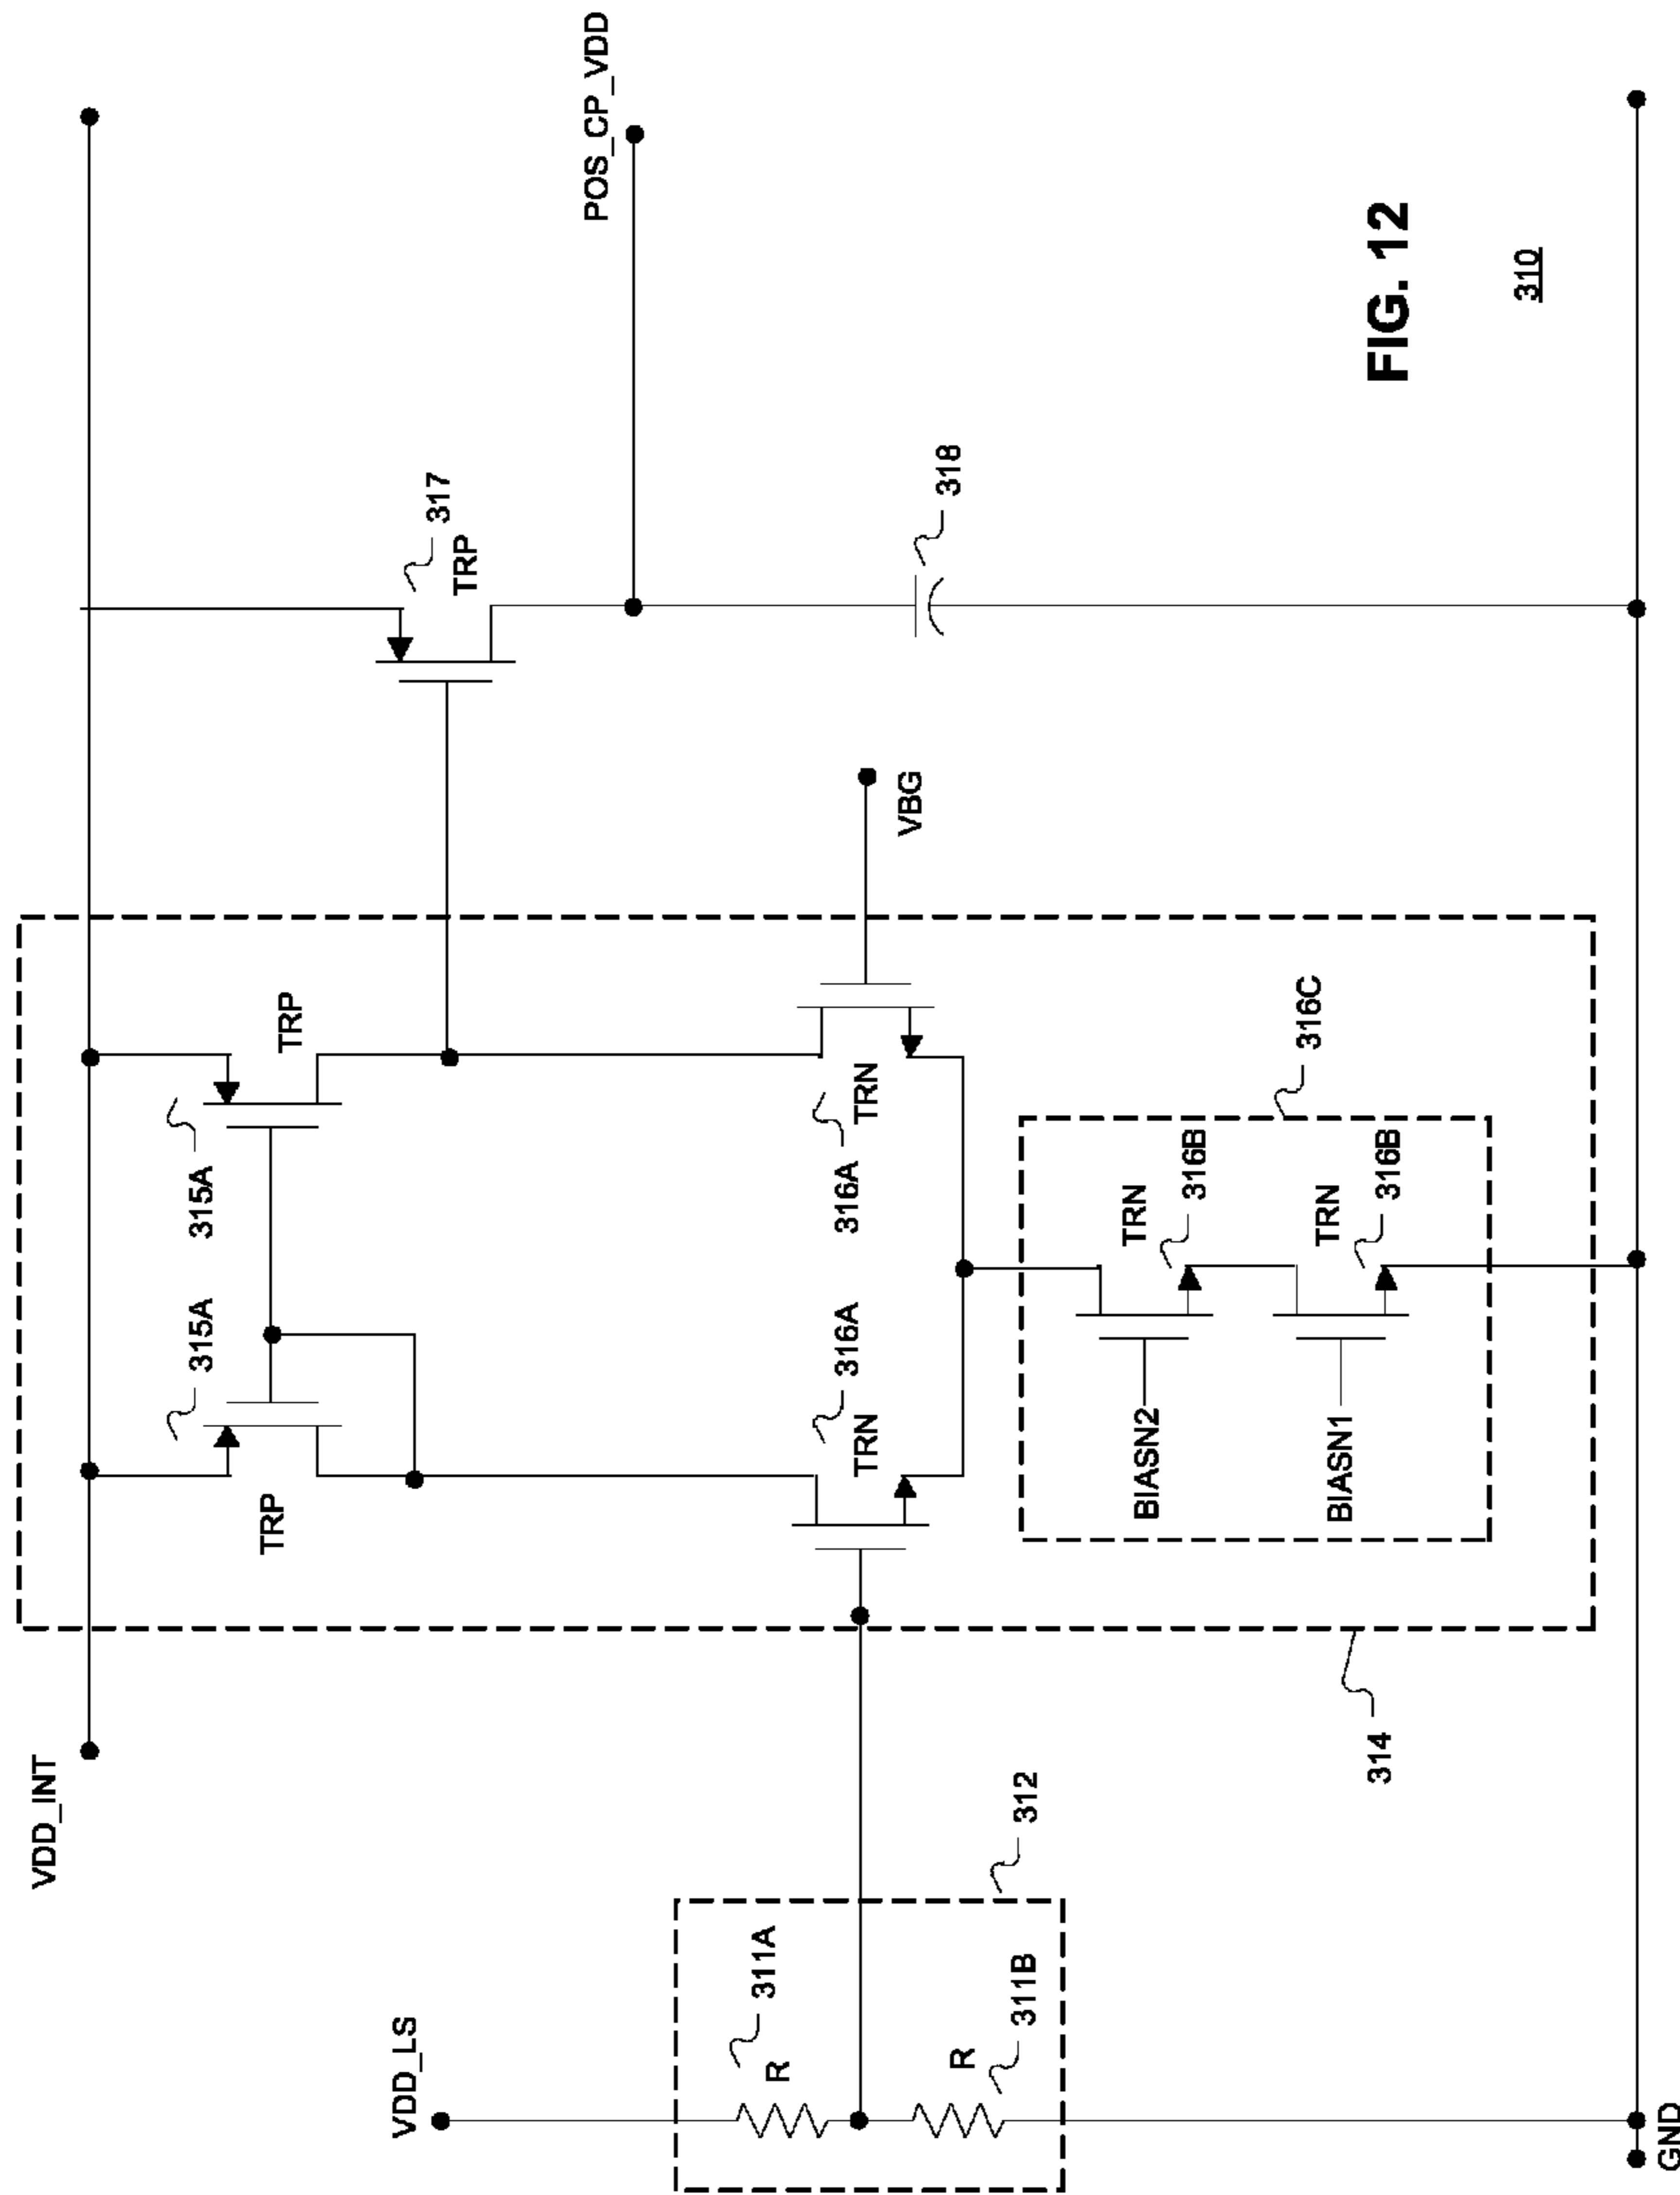 VDD_INT
VDD_LS
GND
312
311A
R
311B
R
314
TRP
315A
315A
TRP
316A
TRN
316A
TRN
VBG
316C
TRN
316B
TRN
316B
BIASN2
BIASN1
317
TRP
POS_CP_VDD
318
FIG. 12
310